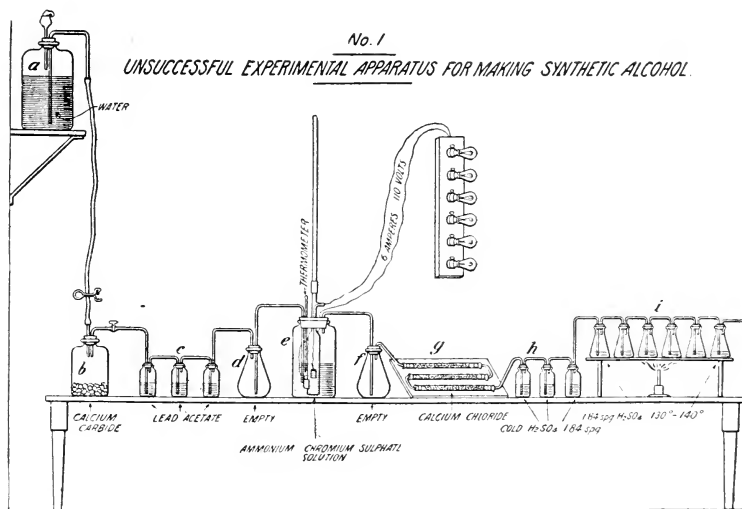 No. 1
UNSUCCESSFUL EXPERIMENTAL APPARATUS FOR MAKING SYNTHETIC ALCOHOL.
a
WATER
THERMOMETER
6 AMPERES 110 VOLTS
b
c
d
e
f
g
h
i
CALCIUM
CARBIDE
LEAD ACETATE
EMPTY
AMMONIUM CHROMIUM SULPHATE
SOLUTION
EMPTY
CALCIUM CHLORIDE
COLD H2SO4 1.84 spg
1.84 spg H2SO4 130°-140°